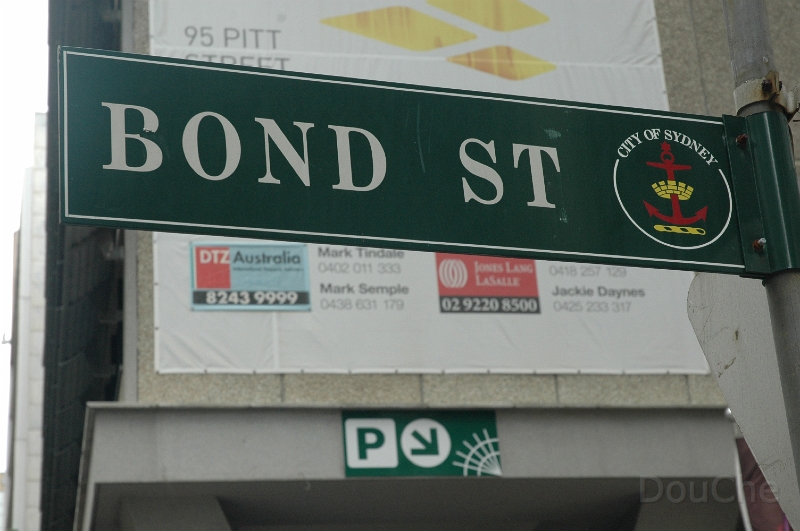 95 PITT
STREET
BOND ST
CITY OF SYDNEY
DTZ Australia
8243 9999
Mark Tindale
0402 011 333
Mark Semple
0438 631 179
JONES LANG
LASALLE
02 9220 8500
0418 257 129
Jackie Daynes
0425 233 317
P
DouChe